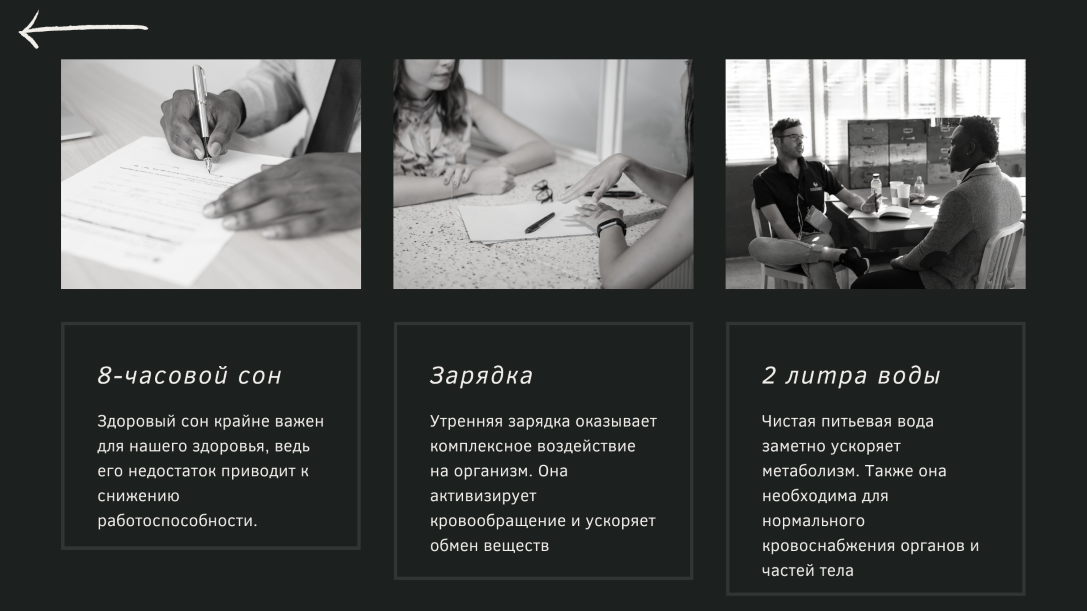 8-часовой сон
Здоровый сон крайне важен
для нашего здоровья, ведь
его недостаток приводит к
снижению
работоспособности.
Зарядка
Утренняя зарядка оказывает
комплексное воздействие
на организм. Она
активизирует
кровообращение и ускоряет
обмен веществ
2 литра воды
Чистая питьевая вода
заметно ускоряет
метаболизм. Также она
необходима для
нормального
кровоснабжения органов и
частей тела